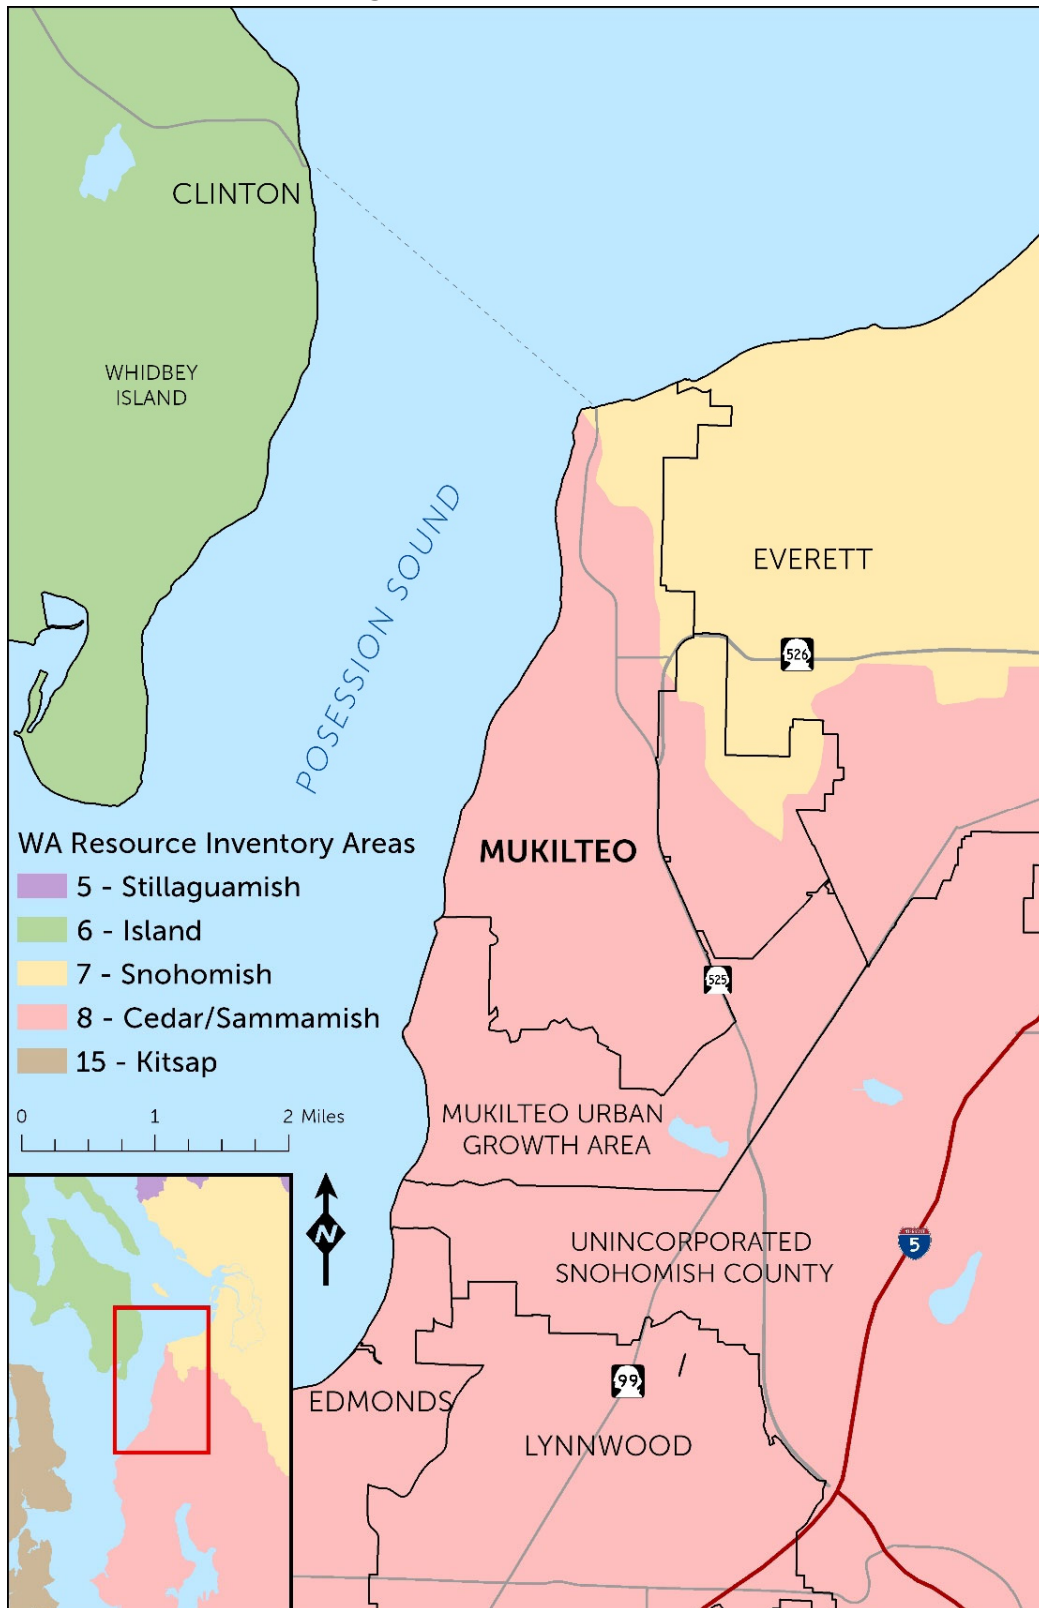 CLINTON
WHIDBEY
ISLAND
POSESSION SOUND
EVERETT
526
MUKILTEO
525
WA Resource Inventory Areas
5 - Stillaguamish
6 - Island
7 - Snohomish
8 - Cedar/Sammamish
15 - Kitsap
0 1 2 Miles
MUKILTEO URBAN
GROWTH AREA
N
UNINCORPORATED
SNOHOMISH COUNTY
5
99
EDMONDS
LYNNWOOD